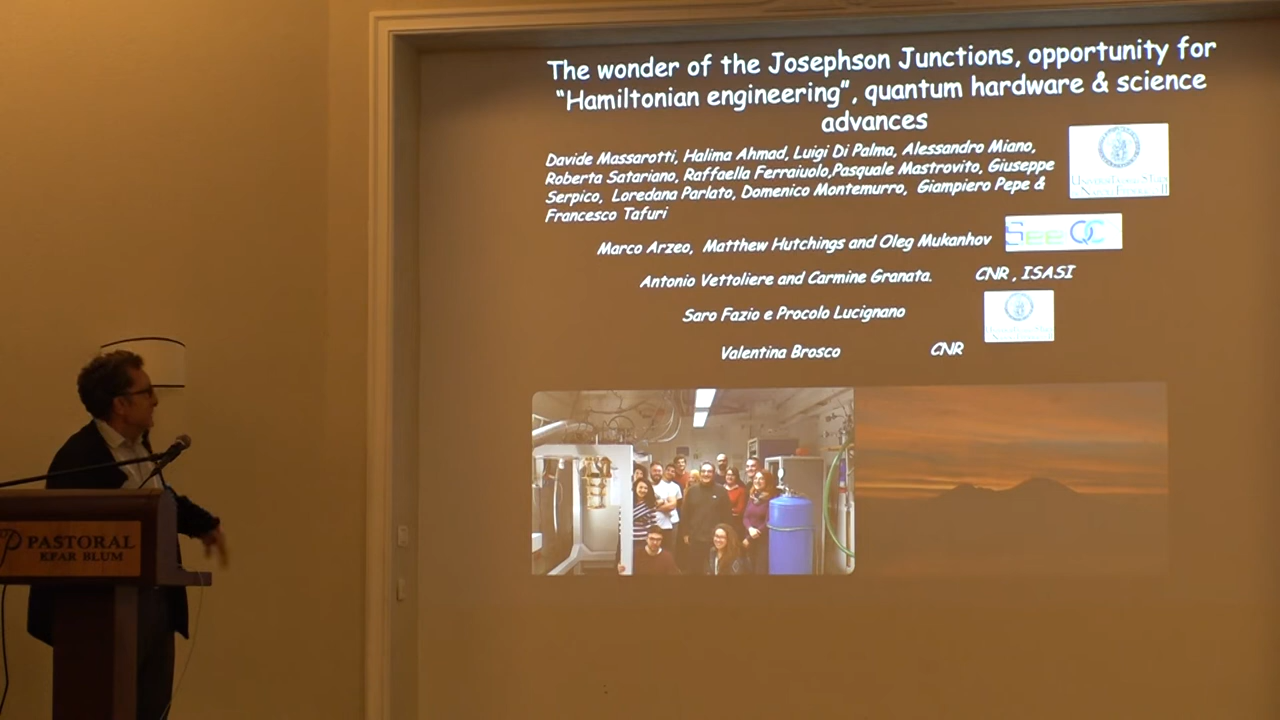 The wonder of the Josephson Junctions, opportunity for
“Hamiltonian engineering”, quantum hardware & science
advances
Davide Massarotti, Halima Ahmad, Luigi Di Palma, Alessandro Miano,
Roberta Satariano, Raffaella Ferraiuolo,Pasquale Mastrovito, Giuseppe
Serpico, Loredana Parlato, Domenico Montemurro, Giampiero Pepe &
Francesco Tafuri
Marco Arzeo, Matthew Hutchings and Oleg Mukanhov
See QC
Antonio Vettoliere and Carmine Granata. CNR , ISASI
Saro Fazio e Procolo Lucignano
Valentina Brosco CNR
PASTORAL
KFAR BLUM